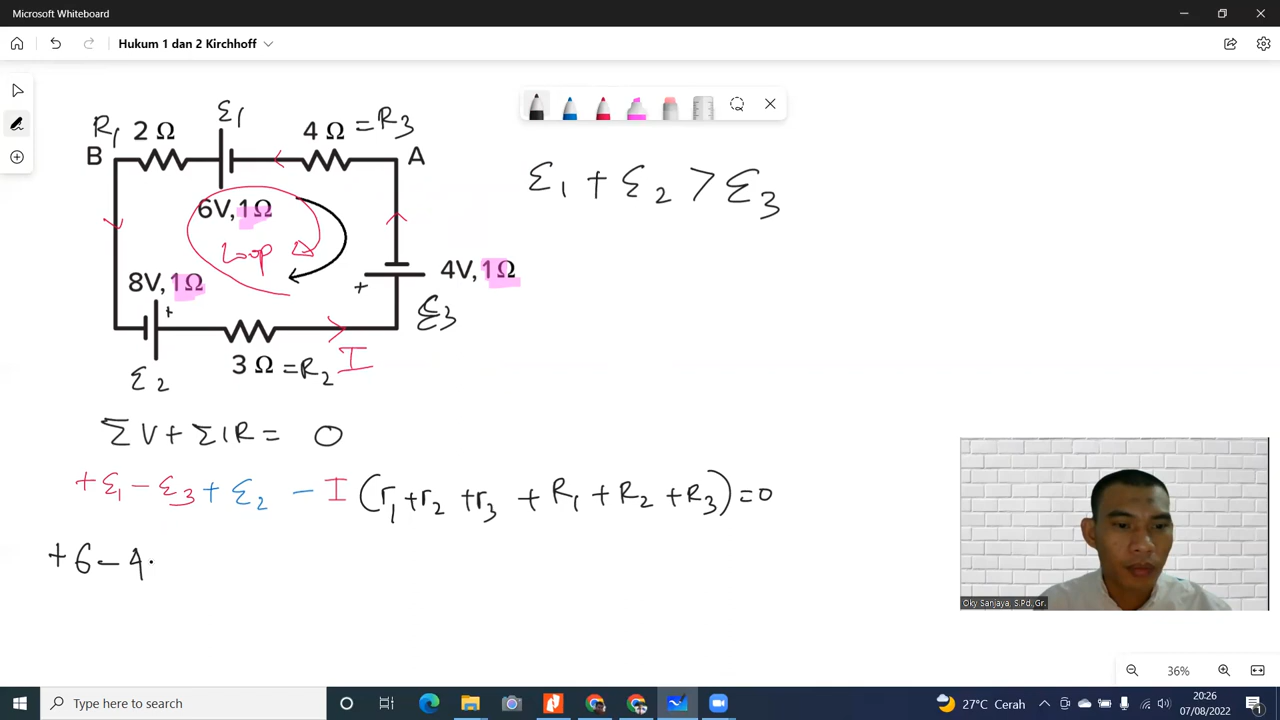 Microsoft Whiteboard
Hukum 1 dan 2 Kirchhoff
R1 2 Ω
ε1
4 Ω = R3
B
A
6V, 1Ω
Loop
8V, 1Ω
+
4V, 1Ω
+
ε3
ε2
3 Ω = R2
I
ε1 + ε2 > ε3
ΣV + ΣIR = 0
+ε1 − ε3 + ε2 − I (r1 + r2 + r3 + R1 + R2 + R3) = 0
+6 − 4
Oky Sanjaya, S.Pd.,Gr.
36%
Type here to search
27°C Cerah
20:26
07/08/2022
1